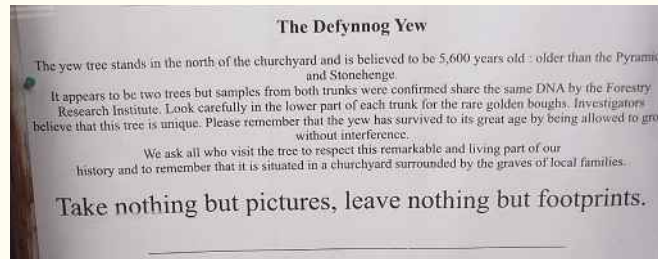 The Defynnog Yew
The yew tree stands in the north of the churchyard and is believed to be 5,600 years old : older than the Pyrami
and Stonehenge.
It appears to be two trees but samples from both trunks were confirmed share the same DNA by the Forestry
Research Institute. Look carefully in the lower part of each trunk for the rare golden boughs. Investigators
believe that this tree is unique. Please remember that the yew has survived to its great age by being allowed to gro
without interference.
We ask all who visit the tree to respect this remarkable and living part of our
history and to remember that it is situated in a churchyard surrounded by the graves of local families.
Take nothing but pictures, leave nothing but footprints.